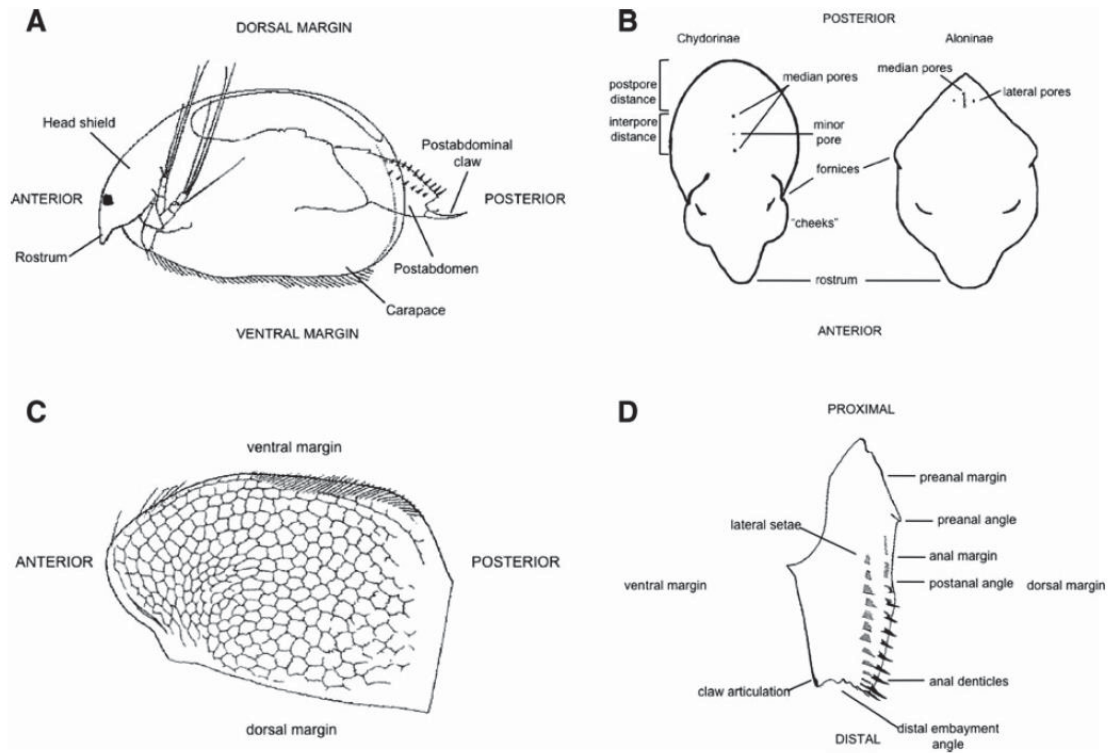 A
DORSAL MARGIN
Head shield
Postabdominal
claw
ANTERIOR
POSTERIOR
Rostrum
Postabdomen
Carapace
VENTRAL MARGIN
B
POSTERIOR
Chydorinae
Aloninae
median pores
median pores
lateral pores
postpore
distance
interpore
distance
minor
pore
fornices
"cheeks"
rostrum
ANTERIOR
C
ventral margin
ANTERIOR
POSTERIOR
dorsal margin
D
PROXIMAL
preanal margin
preanal angle
lateral setae
anal margin
postanal angle
ventral margin
dorsal margin
claw articulation
anal denticles
distal embayment
angle
DISTAL